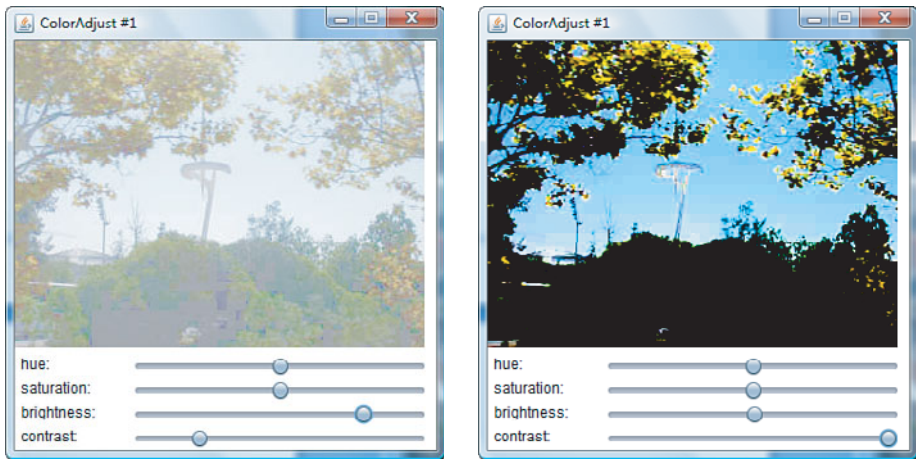 ColorAdjust #1
hue:
saturation:
brightness:
contrast:
ColorAdjust #1
hue:
saturation:
brightness:
contrast: